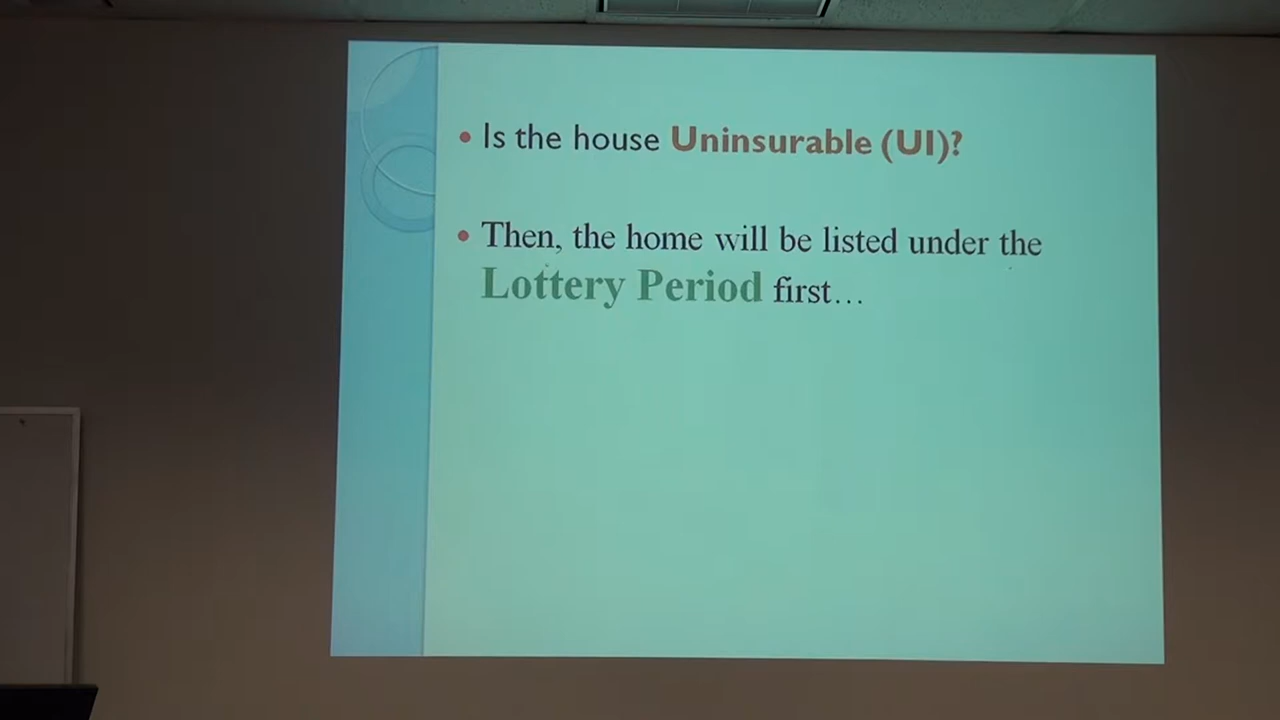 • Is the house Uninsurable (UI)?
• Then, the home will be listed under the
Lottery Period first…